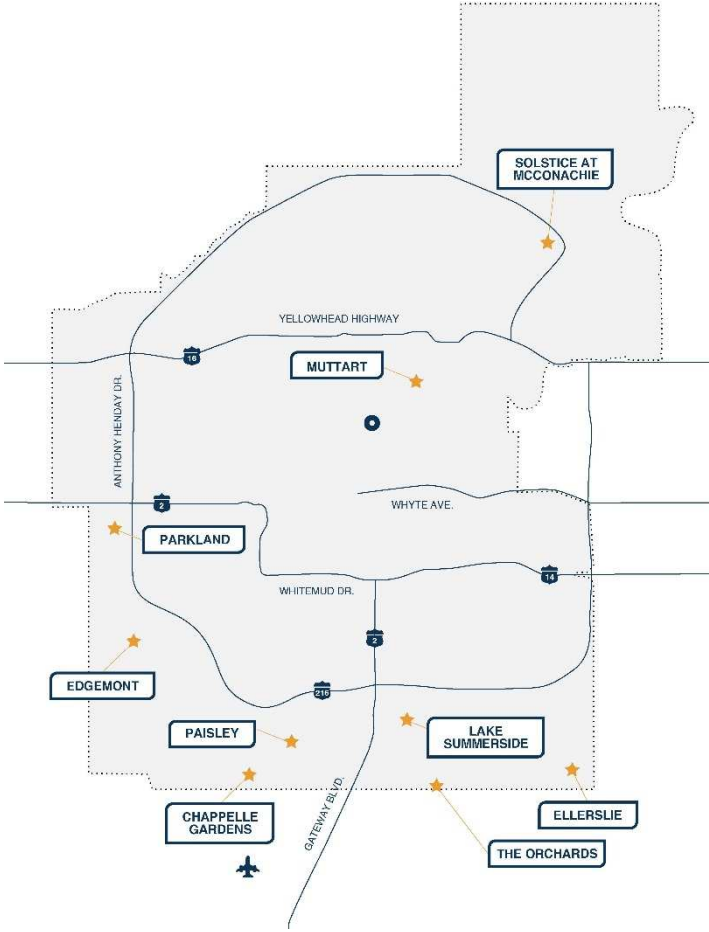 SOLSTICE AT
MCCONACHIE
YELLOWHEAD HIGHWAY
16
MUTTART
ANTHONY HENDAY DR.
2
WHYTE AVE.
PARKLAND
14
WHITEMUD DR.
2
EDGEMONT
216
PAISLEY
LAKE
SUMMERSIDE
GATEWAY BLVD.
CHAPPELLE
GARDENS
ELLERSLIE
THE ORCHARDS